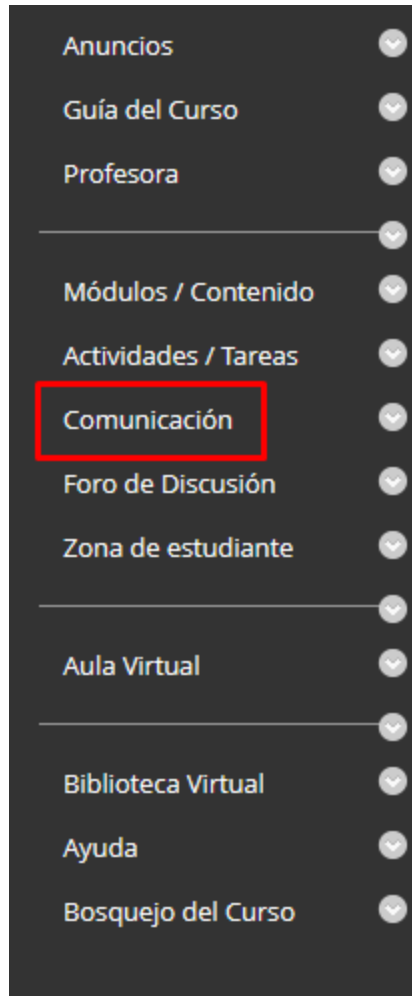 Anuncios
Guía del Curso
Profesora
Módulos / Contenido
Actividades / Tareas
Comunicación
Foro de Discusión
Zona de estudiante
Aula Virtual
Biblioteca Virtual
Ayuda
Bosquejo del Curso